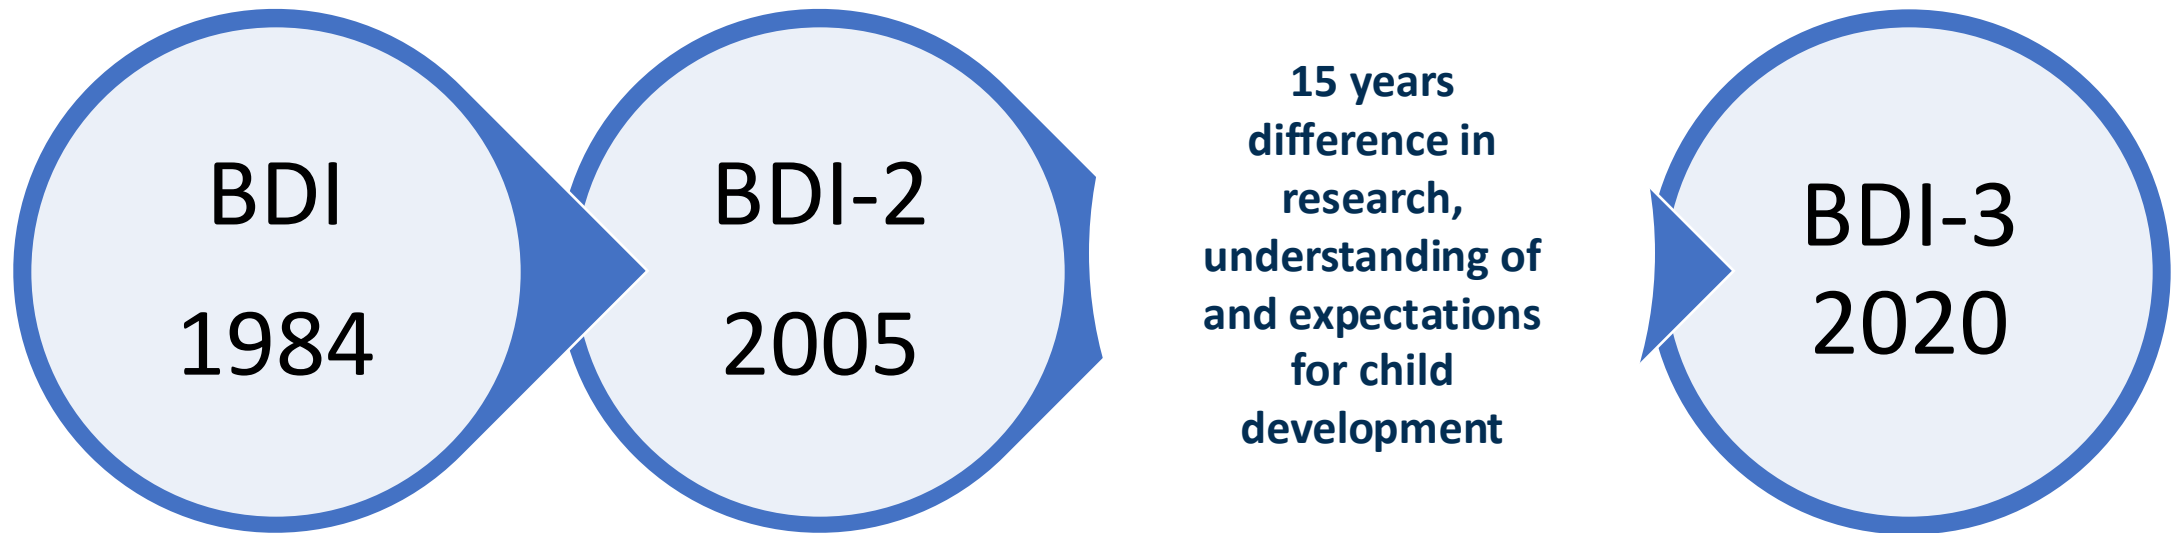 BDI
1984
BDI-2
2005
15 years
difference in
research,
understanding of
and expectations
for child
development
BDI-3
2020